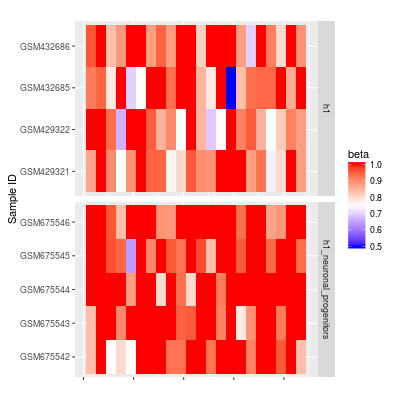 Sample ID
GSM432686
GSM432685
GSM429322
GSM429321
h1
GSM675546
GSM675545
GSM675544
GSM675543
GSM675542
h1_neuronal_progenitors
beta
1.0
0.9
0.8
0.7
0.6
0.5